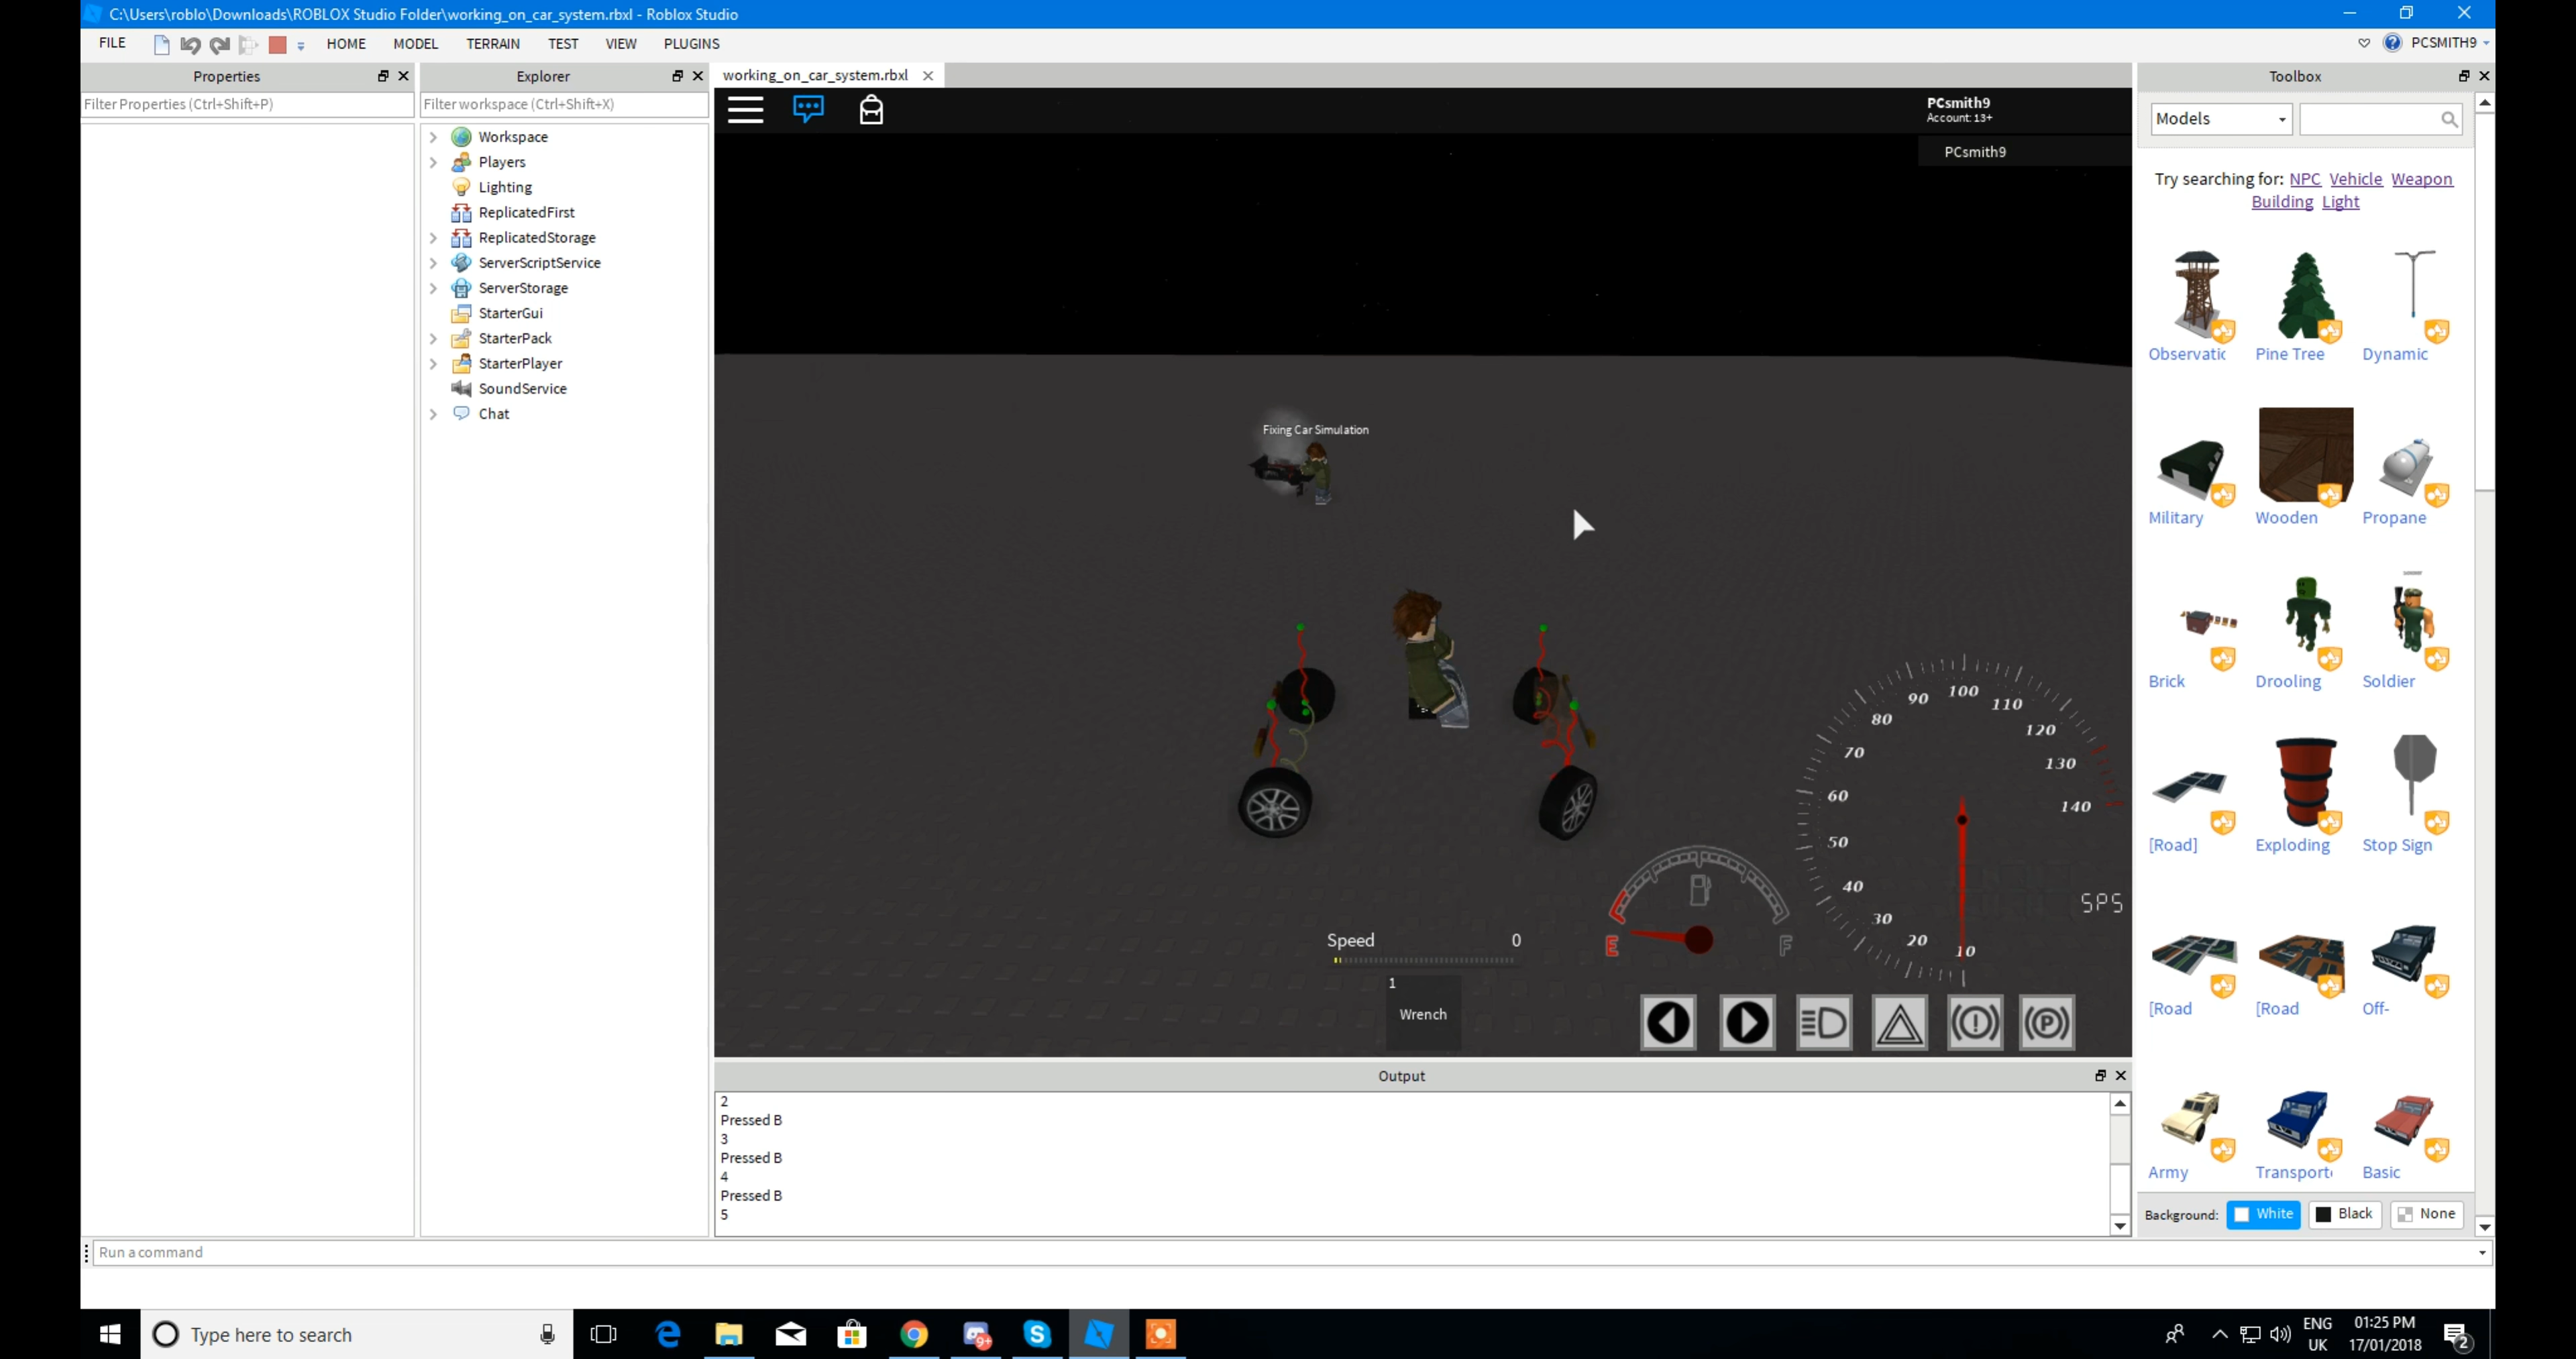 C:\Users\roblo\Downloads\ROBLOX Studio Folder\working_on_car_system.rbxl - Roblox Studio
FILE HOME MODEL TERRAIN TEST VIEW PLUGINS PCSMITH9
Properties
Filter Properties (Ctrl+Shift+P)
Explorer
Filter workspace (Ctrl+Shift+X)
Workspace
Players
Lighting
ReplicatedFirst
ReplicatedStorage
ServerScriptService
ServerStorage
StarterGui
StarterPack
StarterPlayer
SoundService
Chat
working_on_car_system.rbxl
PCsmith9
Account: 13+
PCsmith9
Fixing Car Simulation
100
90 110
80 120
70 130
60 140
50
40
30
20 10
SPS
E F
Speed 0
1
Wrench
Output
2
Pressed B
3
Pressed B
4
Pressed B
5
Toolbox
Models
Try searching for: NPC Vehicle Weapon
Building Light
Observatic Pine Tree Dynamic
Military Wooden Propane
Brick Drooling Soldier
[Road] Exploding Stop Sign
[Road [Road Off-
Army Transport Basic
Background: White Black None
Run a command
Type here to search
9+
ENG
UK
01:25 PM
17/01/2018
2